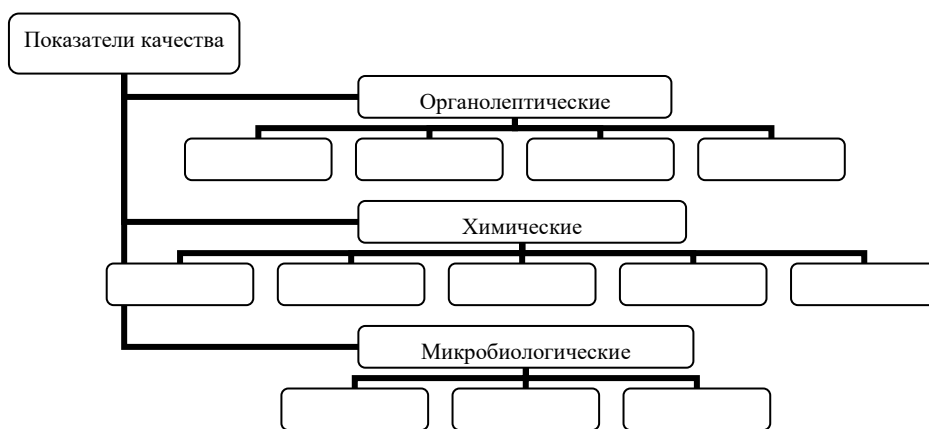 Показатели качества
Органолептические
Химические
Микробиологические